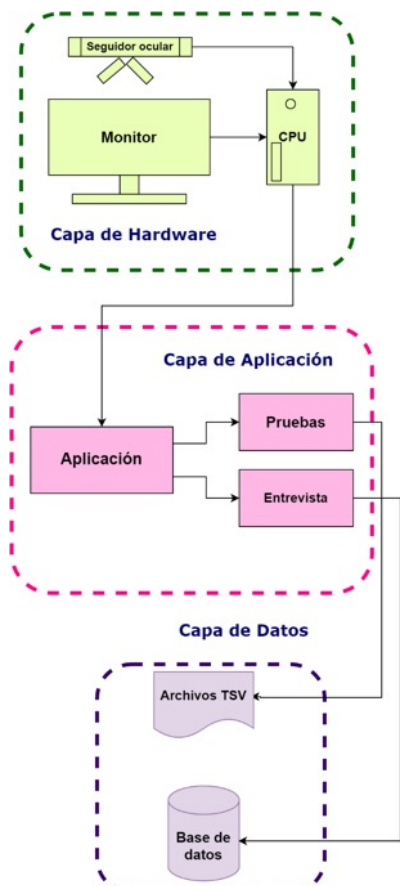 Seguidor ocular
Monitor
CPU
Capa de Hardware
Capa de Aplicación
Aplicación
Pruebas
Entrevista
Capa de Datos
Archivos TSV
Base de
datos